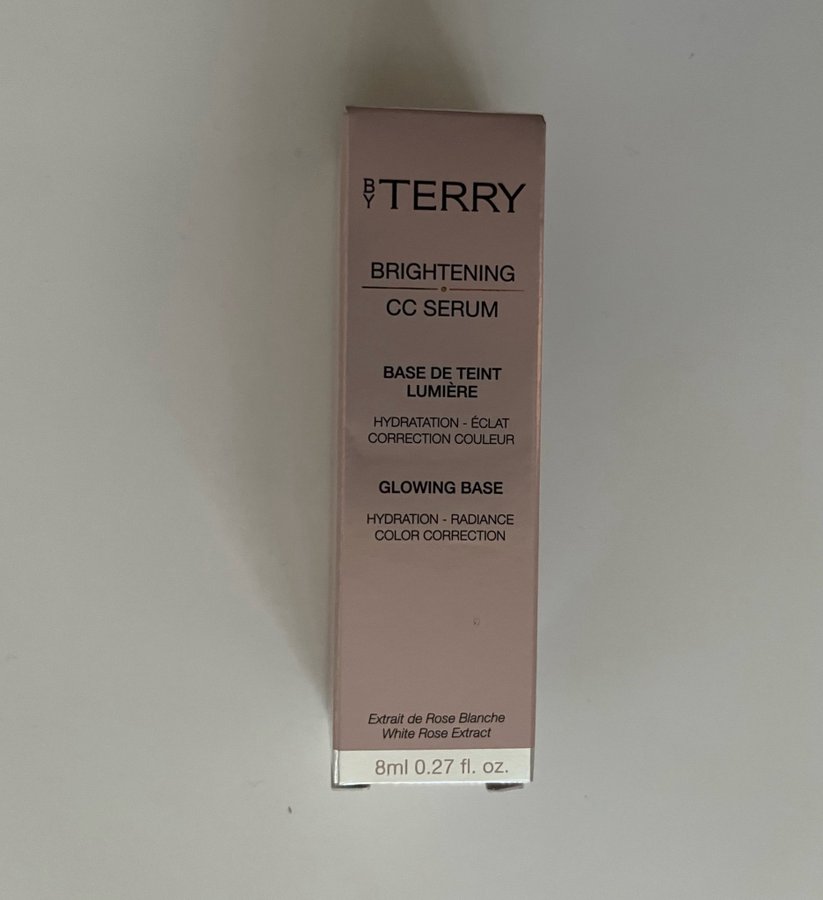 BY TERRY
BRIGHTENING
CC SERUM
BASE DE TEINT
LUMIÈRE
HYDRATATION - ÉCLAT
CORRECTION COULEUR
GLOWING BASE
HYDRATION - RADIANCE
COLOR CORRECTION
Extrait de Rose Blanche
White Rose Extract
8ml 0.27 fl. oz.